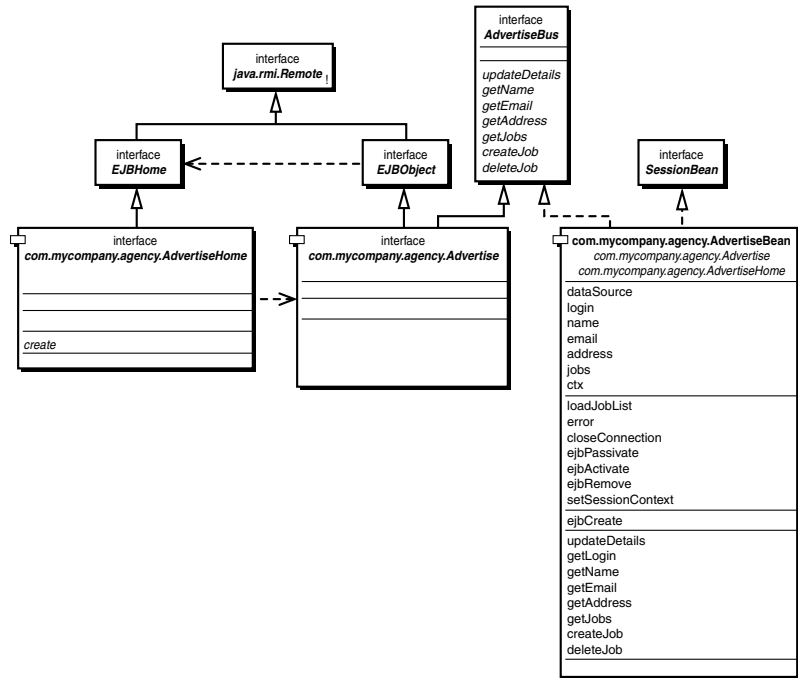 interface
AdvertiseBus
updateDetails
getName
getEmail
getAddress
getJobs
createJob
deleteJob
interface
java.rmi.Remote !
interface
EJBHome
interface
EJBObject
interface
SessionBean
interface
com.mycompany.agency.AdvertiseHome
create
interface
com.mycompany.agency.Advertise
com.mycompany.agency.AdvertiseBean
com.mycompany.agency.Advertise
com.mycompany.agency.AdvertiseHome
dataSource
login
name
email
address
jobs
ctx
loadJobList
error
closeConnection
ejbPassivate
ejbActivate
ejbRemove
setSessionContext
ejbCreate
updateDetails
getLogin
getName
getEmail
getAddress
getJobs
createJob
deleteJob